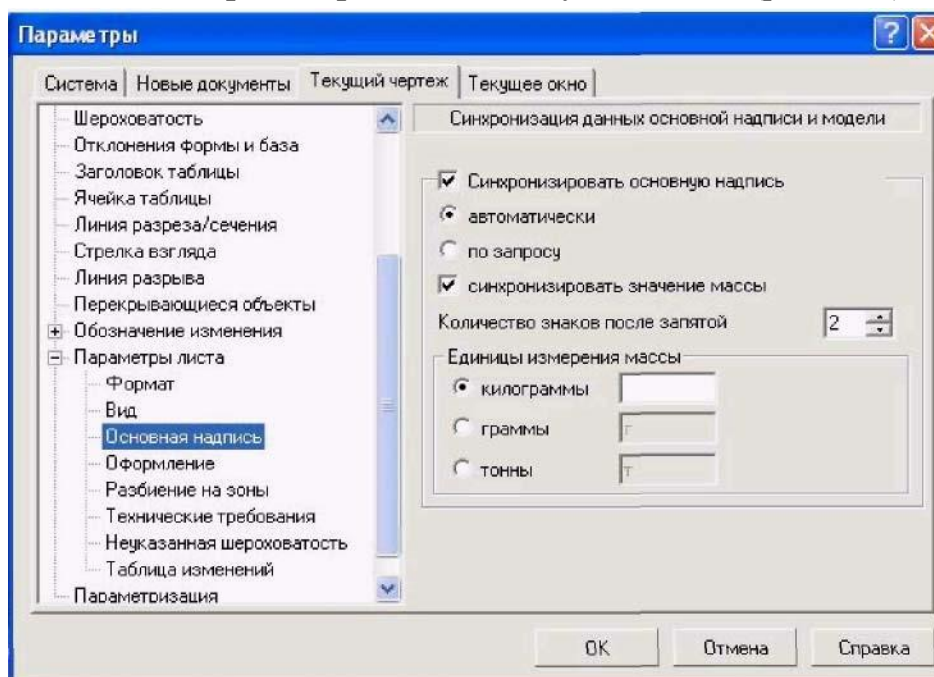 Параметры
Система Новые документы Текущий чертеж Текущее окно
Шероховатость
Отклонения формы и база
Заголовок таблицы
Ячейка таблицы
Линия разреза/сечения
Стрелка взгляда
Линия разрыва
Перекрывающиеся объекты
Обозначение изменения
Параметры листа
Формат
Вид
Основная надпись
Оформление
Разбиение на зоны
Технические требования
Неуказанная шероховатость
Таблица изменений
Параметризация
Синхронизация данных основной надписи и модели
Синхронизировать основную надпись
автоматически
по запросу
синхронизировать значение массы
Количество знаков после запятой 2
Единицы измерения массы
килограммы
граммы г
тонны т
OK Отмена Справка